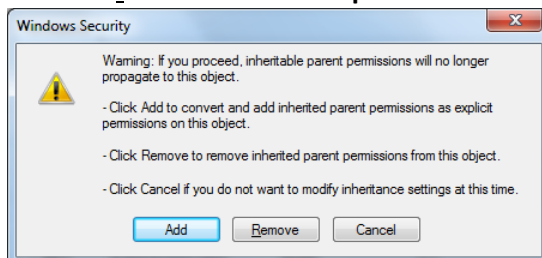 Windows Security
Warning: If you proceed, inheritable parent permissions will no longer
propagate to this object.
- Click Add to convert and add inherited parent permissions as explicit
permissions on this object.
- Click Remove to remove inherited parent permissions from this object.
- Click Cancel if you do not want to modify inheritance settings at this time.
Add Remove Cancel